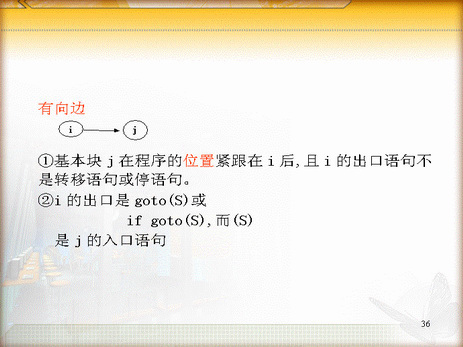 有向边
i j
①基本块 j 在程序的位置紧跟在 i 后, 且 i 的出口语句不
是转移语句或停语句。
②i 的出口是 goto(S)或
if goto(S), 而(S)
是 j 的入口语句
36